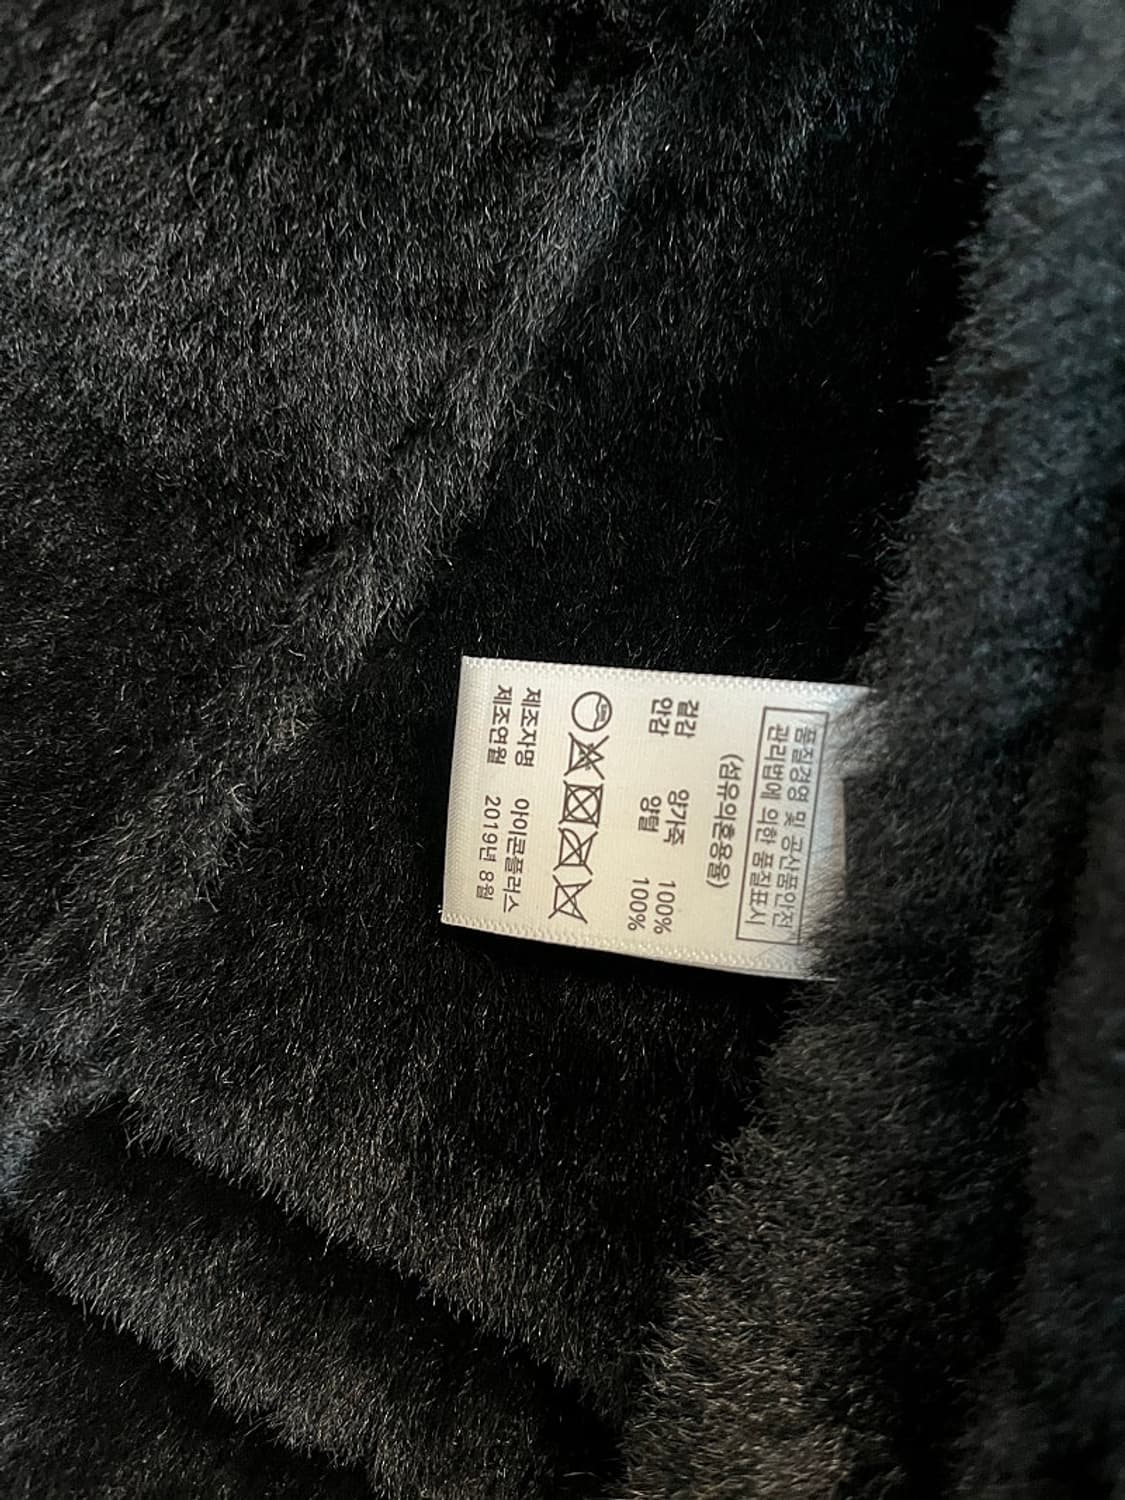 품질경영 및 공산품안전
관리법에 의한 품질표시
(섬유의혼용율)
겉감 양가죽 100%
안감 양털 100%
제조자명 아이콘플러스
제조연월 2019년 8월